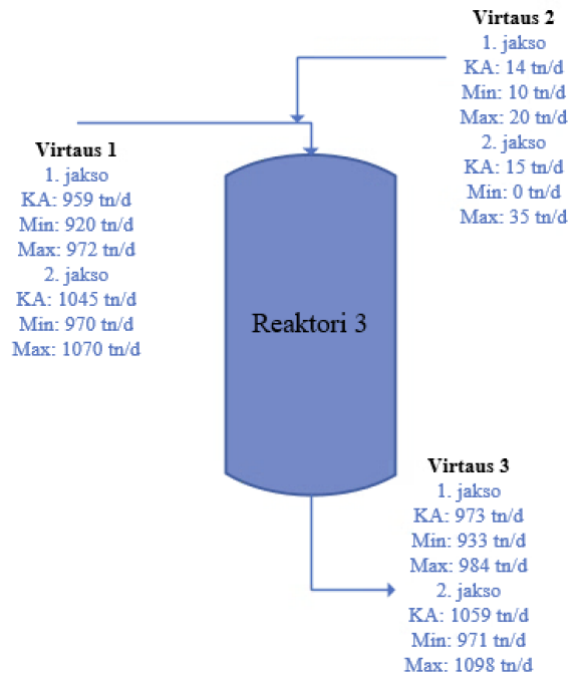 Virtaus 2
1. jakso
KA: 14 tn/d
Min: 10 tn/d
Max: 20 tn/d
2. jakso
KA: 15 tn/d
Min: 0 tn/d
Max: 35 tn/d
Virtaus 1
1. jakso
KA: 959 tn/d
Min: 920 tn/d
Max: 972 tn/d
2. jakso
KA: 1045 tn/d
Min: 970 tn/d
Max: 1070 tn/d
Reaktori 3
Virtaus 3
1. jakso
KA: 973 tn/d
Min: 933 tn/d
Max: 984 tn/d
2. jakso
KA: 1059 tn/d
Min: 971 tn/d
Max: 1098 tn/d